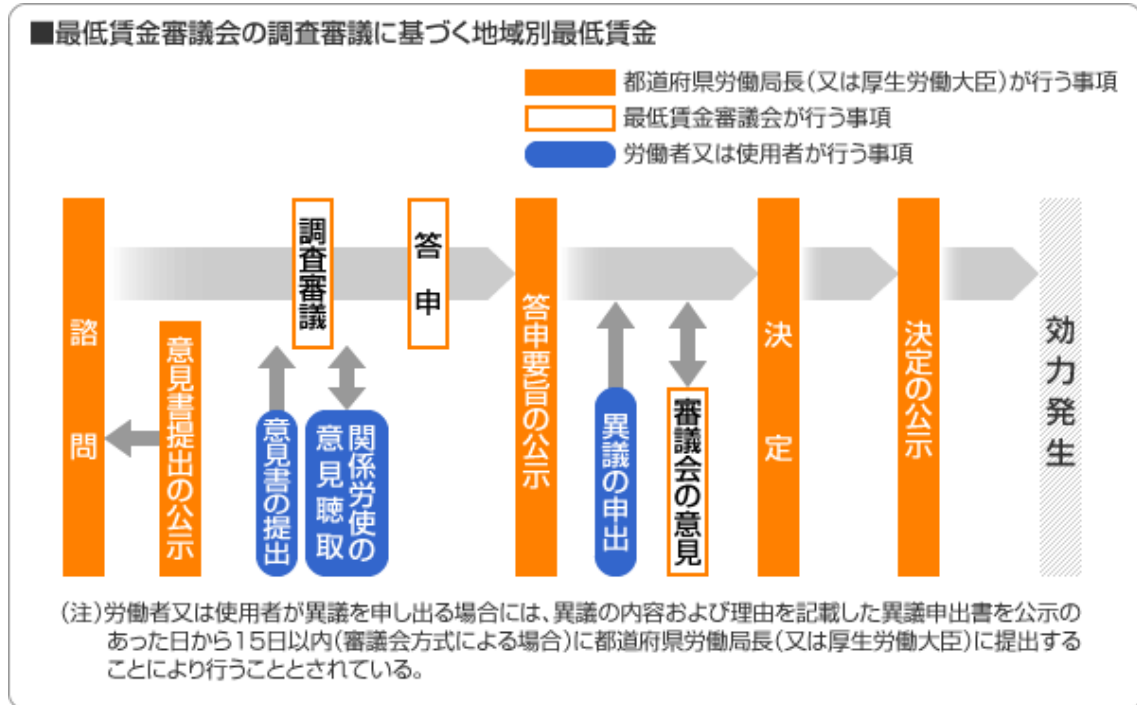 ■最低賃金審議会の調査審議に基づく地域別最低賃金
都道府県労働局長(又は厚生労働大臣)が行う事項
最低賃金審議会が行う事項
労働者又は使用者が行う事項
諮問
意見書提出の公示
調査審議
意見書の提出
関係労使の
意見聴取
答申
答申要旨の公示
異議の申出
審議会の意見
決定
決定の公示
効力発生
(注)労働者又は使用者が異議を申し出る場合には、異議の内容および理由を記載した異議申出書を公示の
あった日から15日以内(審議会方式による場合)に都道府県労働局長(又は厚生労働大臣)に提出する
ことにより行うこととされている。